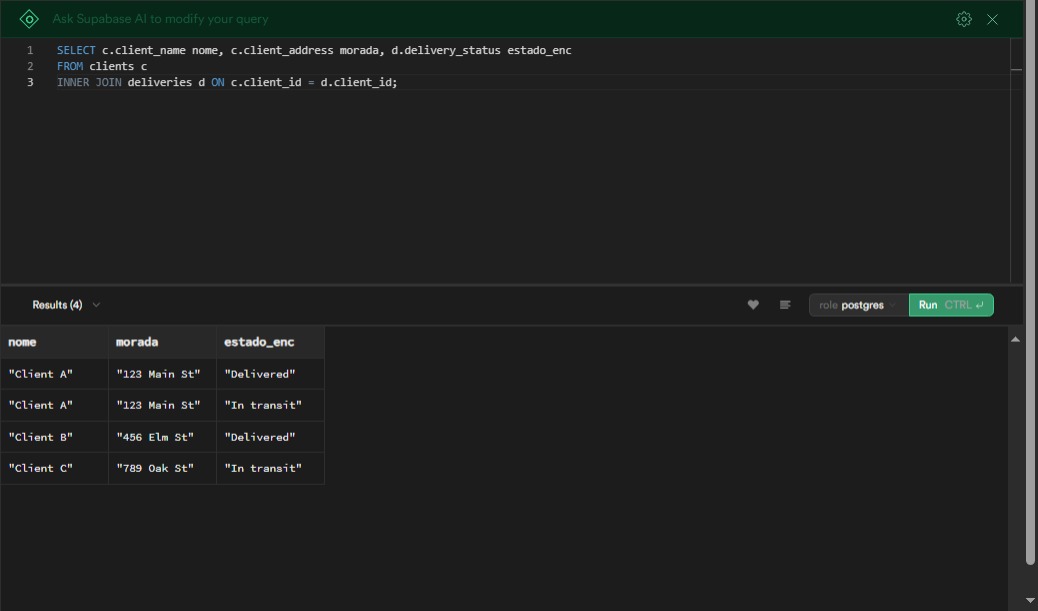 Ask Supabase AI to modify your query
1 SELECT c.client_name nome, c.client_address morada, d.delivery_status estado_enc
2 FROM clients c
3 INNER JOIN deliveries d ON c.client_id = d.client_id;
Results (4)
role postgres
Run CTRL ↵
nome morada estado_enc
"Client A" "123 Main St" "Delivered"
"Client A" "123 Main St" "In transit"
"Client B" "456 Elm St" "Delivered"
"Client C" "789 Oak St" "In transit"